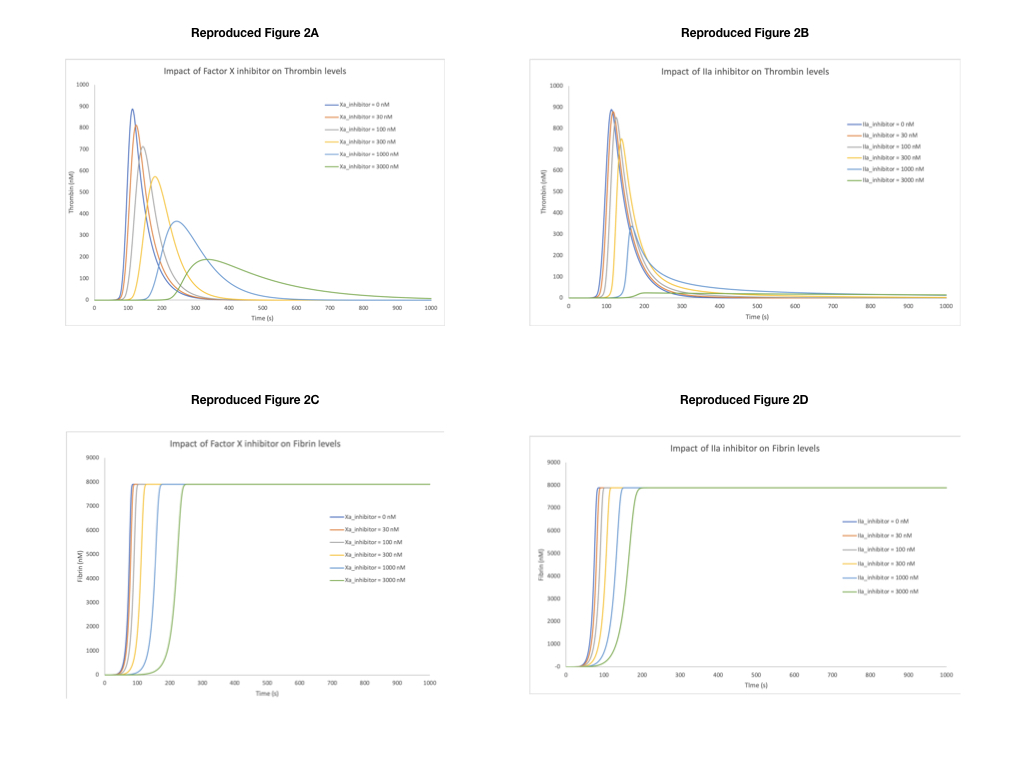 Reproduced Figure 2A
Impact of Factor X inhibitor on Thrombin levels
1000
900
800
700
600
500
400
300
200
100
0
Thrombin (nM)
Xa_inhibitor = 0 nM
Xa_inhibitor = 30 nM
Xa_inhibitor = 100 nM
Xa_inhibitor = 300 nM
Xa_inhibitor = 1000 nM
Xa_inhibitor = 3000 nM
0 100 200 300 400 500 600 700 800 900 1000
Time (s)
Reproduced Figure 2B
Impact of IIa inhibitor on Thrombin levels
1000
900
800
700
600
500
400
300
200
100
0
Thrombin (nM)
IIa_inhibitor = 0 nM
IIa_inhibitor = 30 nM
IIa_inhibitor = 100 nM
IIa_inhibitor = 300 nM
IIa_inhibitor = 1000 nM
IIa_inhibitor = 3000 nM
0 100 200 300 400 500 600 700 800 900 1000
Time (s)
Reproduced Figure 2C
Impact of Factor X inhibitor on Fibrin levels
9000
8000
7000
6000
5000
4000
3000
2000
1000
0
Fibrin (nM)
Xa_inhibitor = 0 nM
Xa_inhibitor = 30 nM
Xa_inhibitor = 100 nM
Xa_inhibitor = 300 nM
Xa_inhibitor = 1000 nM
Xa_inhibitor = 3000 nM
0 100 200 300 400 500 600 700 800 900 1000
Time (s)
Reproduced Figure 2D
Impact of IIa inhibitor on Fibrin levels
9000
8000
7000
6000
5000
4000
3000
2000
1000
-0
Fibrin (nM)
IIa_inhibitor = 0 nM
IIa_inhibitor = 30 nM
IIa_inhibitor = 100 nM
IIa_inhibitor = 300 nM
IIa_inhibitor = 1000 nM
IIa_inhibitor = 3000 nM
0 100 200 300 400 500 600 700 800 900 1000
TIme (s)